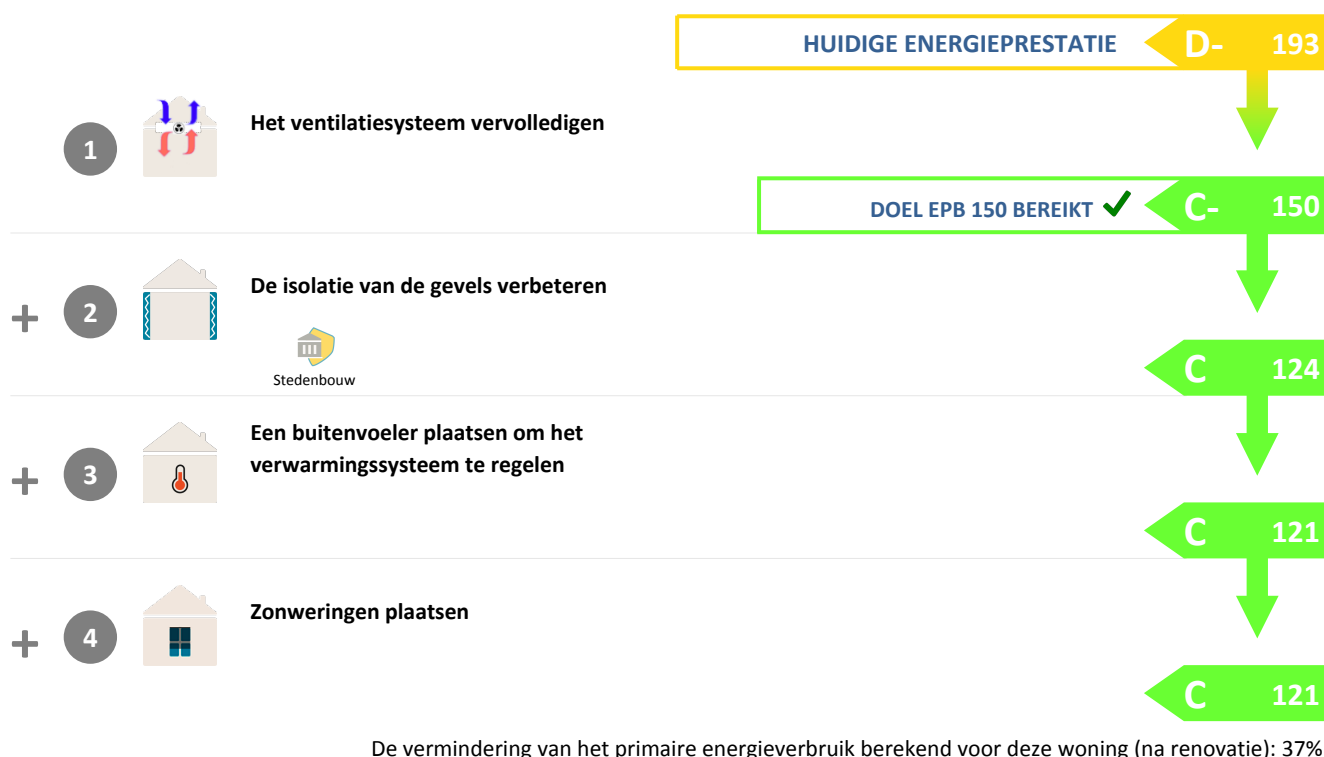 HUIDIGE ENERGIEPRESTATIE D- 193
1 Het ventilatiesysteem vervolledigen
DOEL EPB 150 BEREIKT ✔ C- 150
+ 2 De isolatie van de gevels verbeteren
Stedenbouw
C 124
+ 3 Een buitenvoeler plaatsen om het
verwarmingssysteem te regelen
C 121
+ 4 Zonweringen plaatsen
C 121
De vermindering van het primaire energieverbruik berekend voor deze woning (na renovatie): 37%